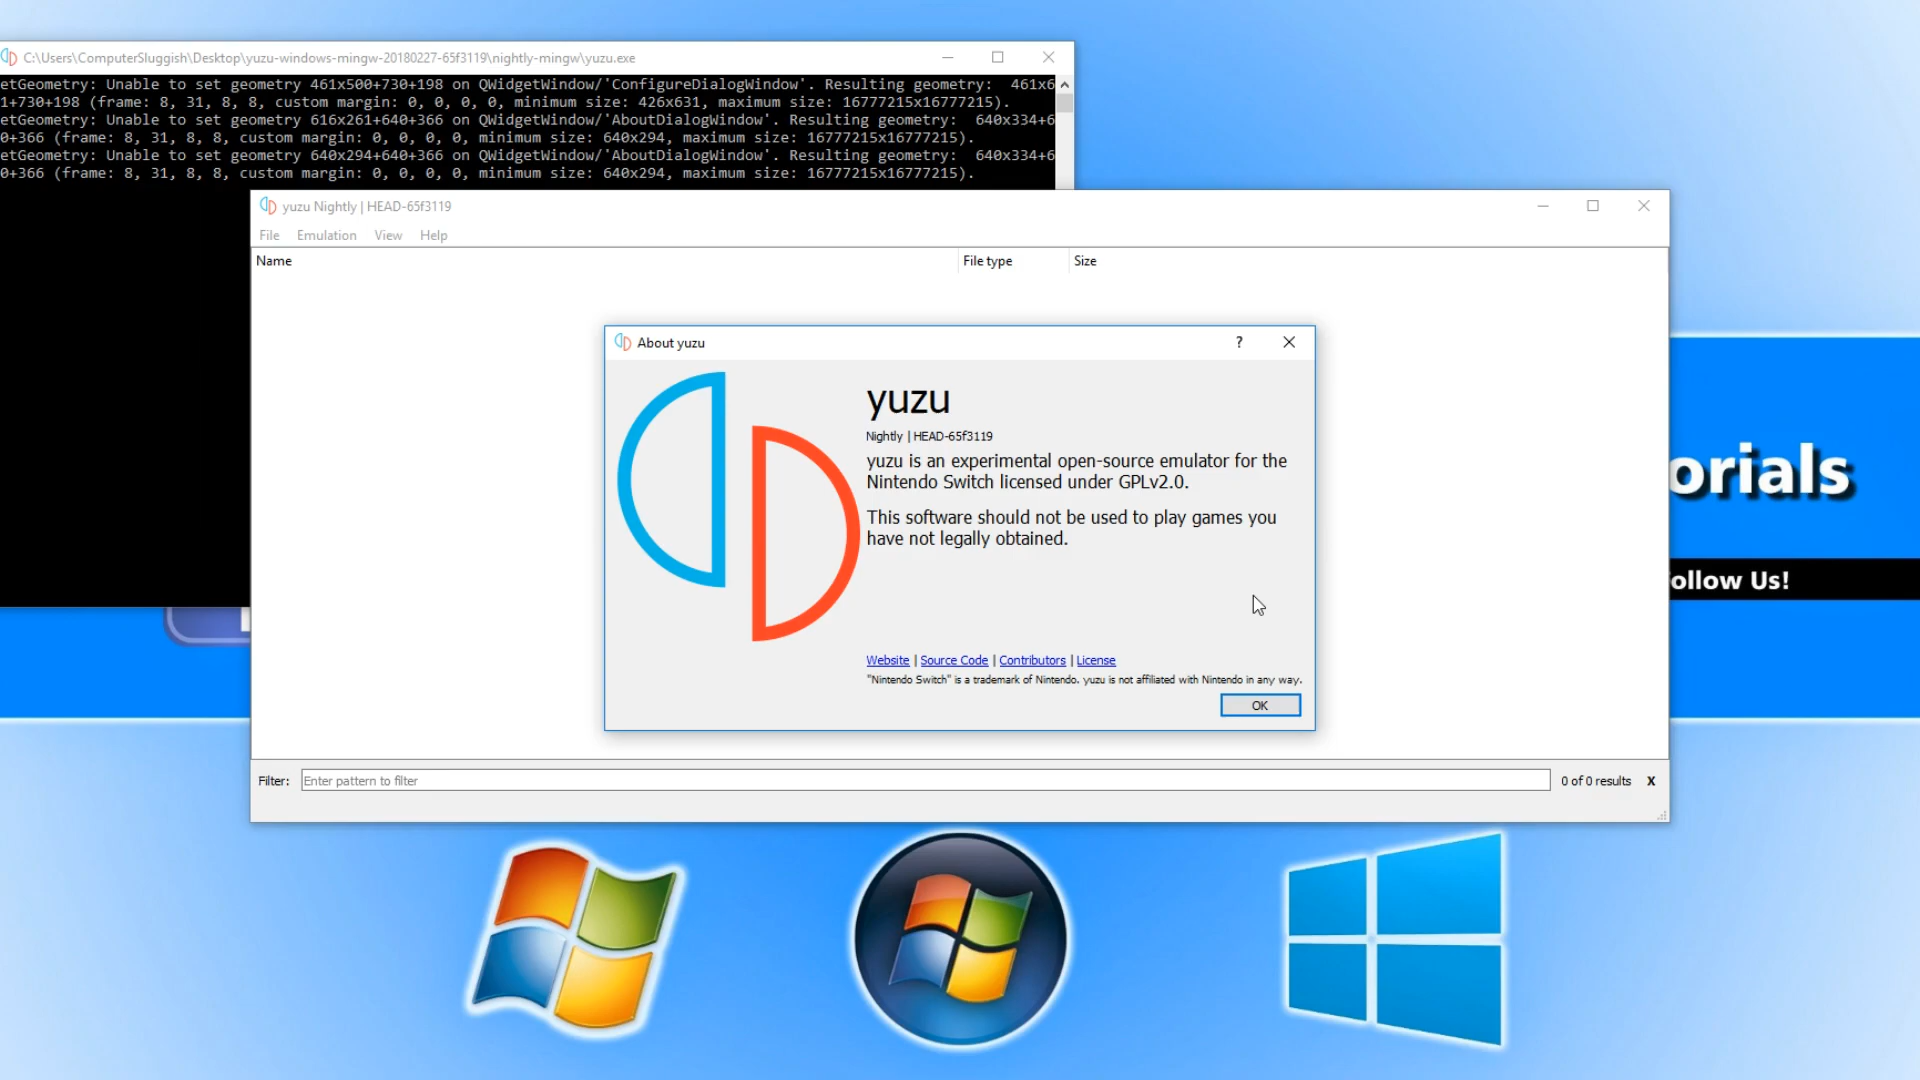 C:\Users\ComputerSluggish\Desktop\yuzu-windows-mingw-20180227-65f3119\nightly-mingw\yuzu.exe
etGeometry: Unable to set geometry 461x500+730+198 on QWidgetWindow/'ConfigureDialogWindow'. Resulting geometry:  461x6
1+730+198 (frame: 8, 31, 8, 8, custom margin: 0, 0, 0, 0, minimum size: 426x631, maximum size: 16777215x16777215).
etGeometry: Unable to set geometry 616x261+640+366 on QWidgetWindow/'AboutDialogWindow'. Resulting geometry:  640x334+6
0+366 (frame: 8, 31, 8, 8, custom margin: 0, 0, 0, 0, minimum size: 640x294, maximum size: 16777215x16777215).
etGeometry: Unable to set geometry 640x294+640+366 on QWidgetWindow/'AboutDialogWindow'. Resulting geometry:  640x334+6
0+366 (frame: 8, 31, 8, 8, custom margin: 0, 0, 0, 0, minimum size: 640x294, maximum size: 16777215x16777215).
yuzu Nightly | HEAD-65f3119
File Emulation View Help
Name File type Size
About yuzu
yuzu
Nightly | HEAD-65f3119
yuzu is an experimental open-source emulator for the
Nintendo Switch licensed under GPLv2.0.
This software should not be used to play games you
have not legally obtained.
Website | Source Code | Contributors | License
"Nintendo Switch" is a trademark of Nintendo. yuzu is not affiliated with Nintendo in any way.
OK
orials
ollow Us!
Filter: Enter pattern to filter 0 of 0 results X